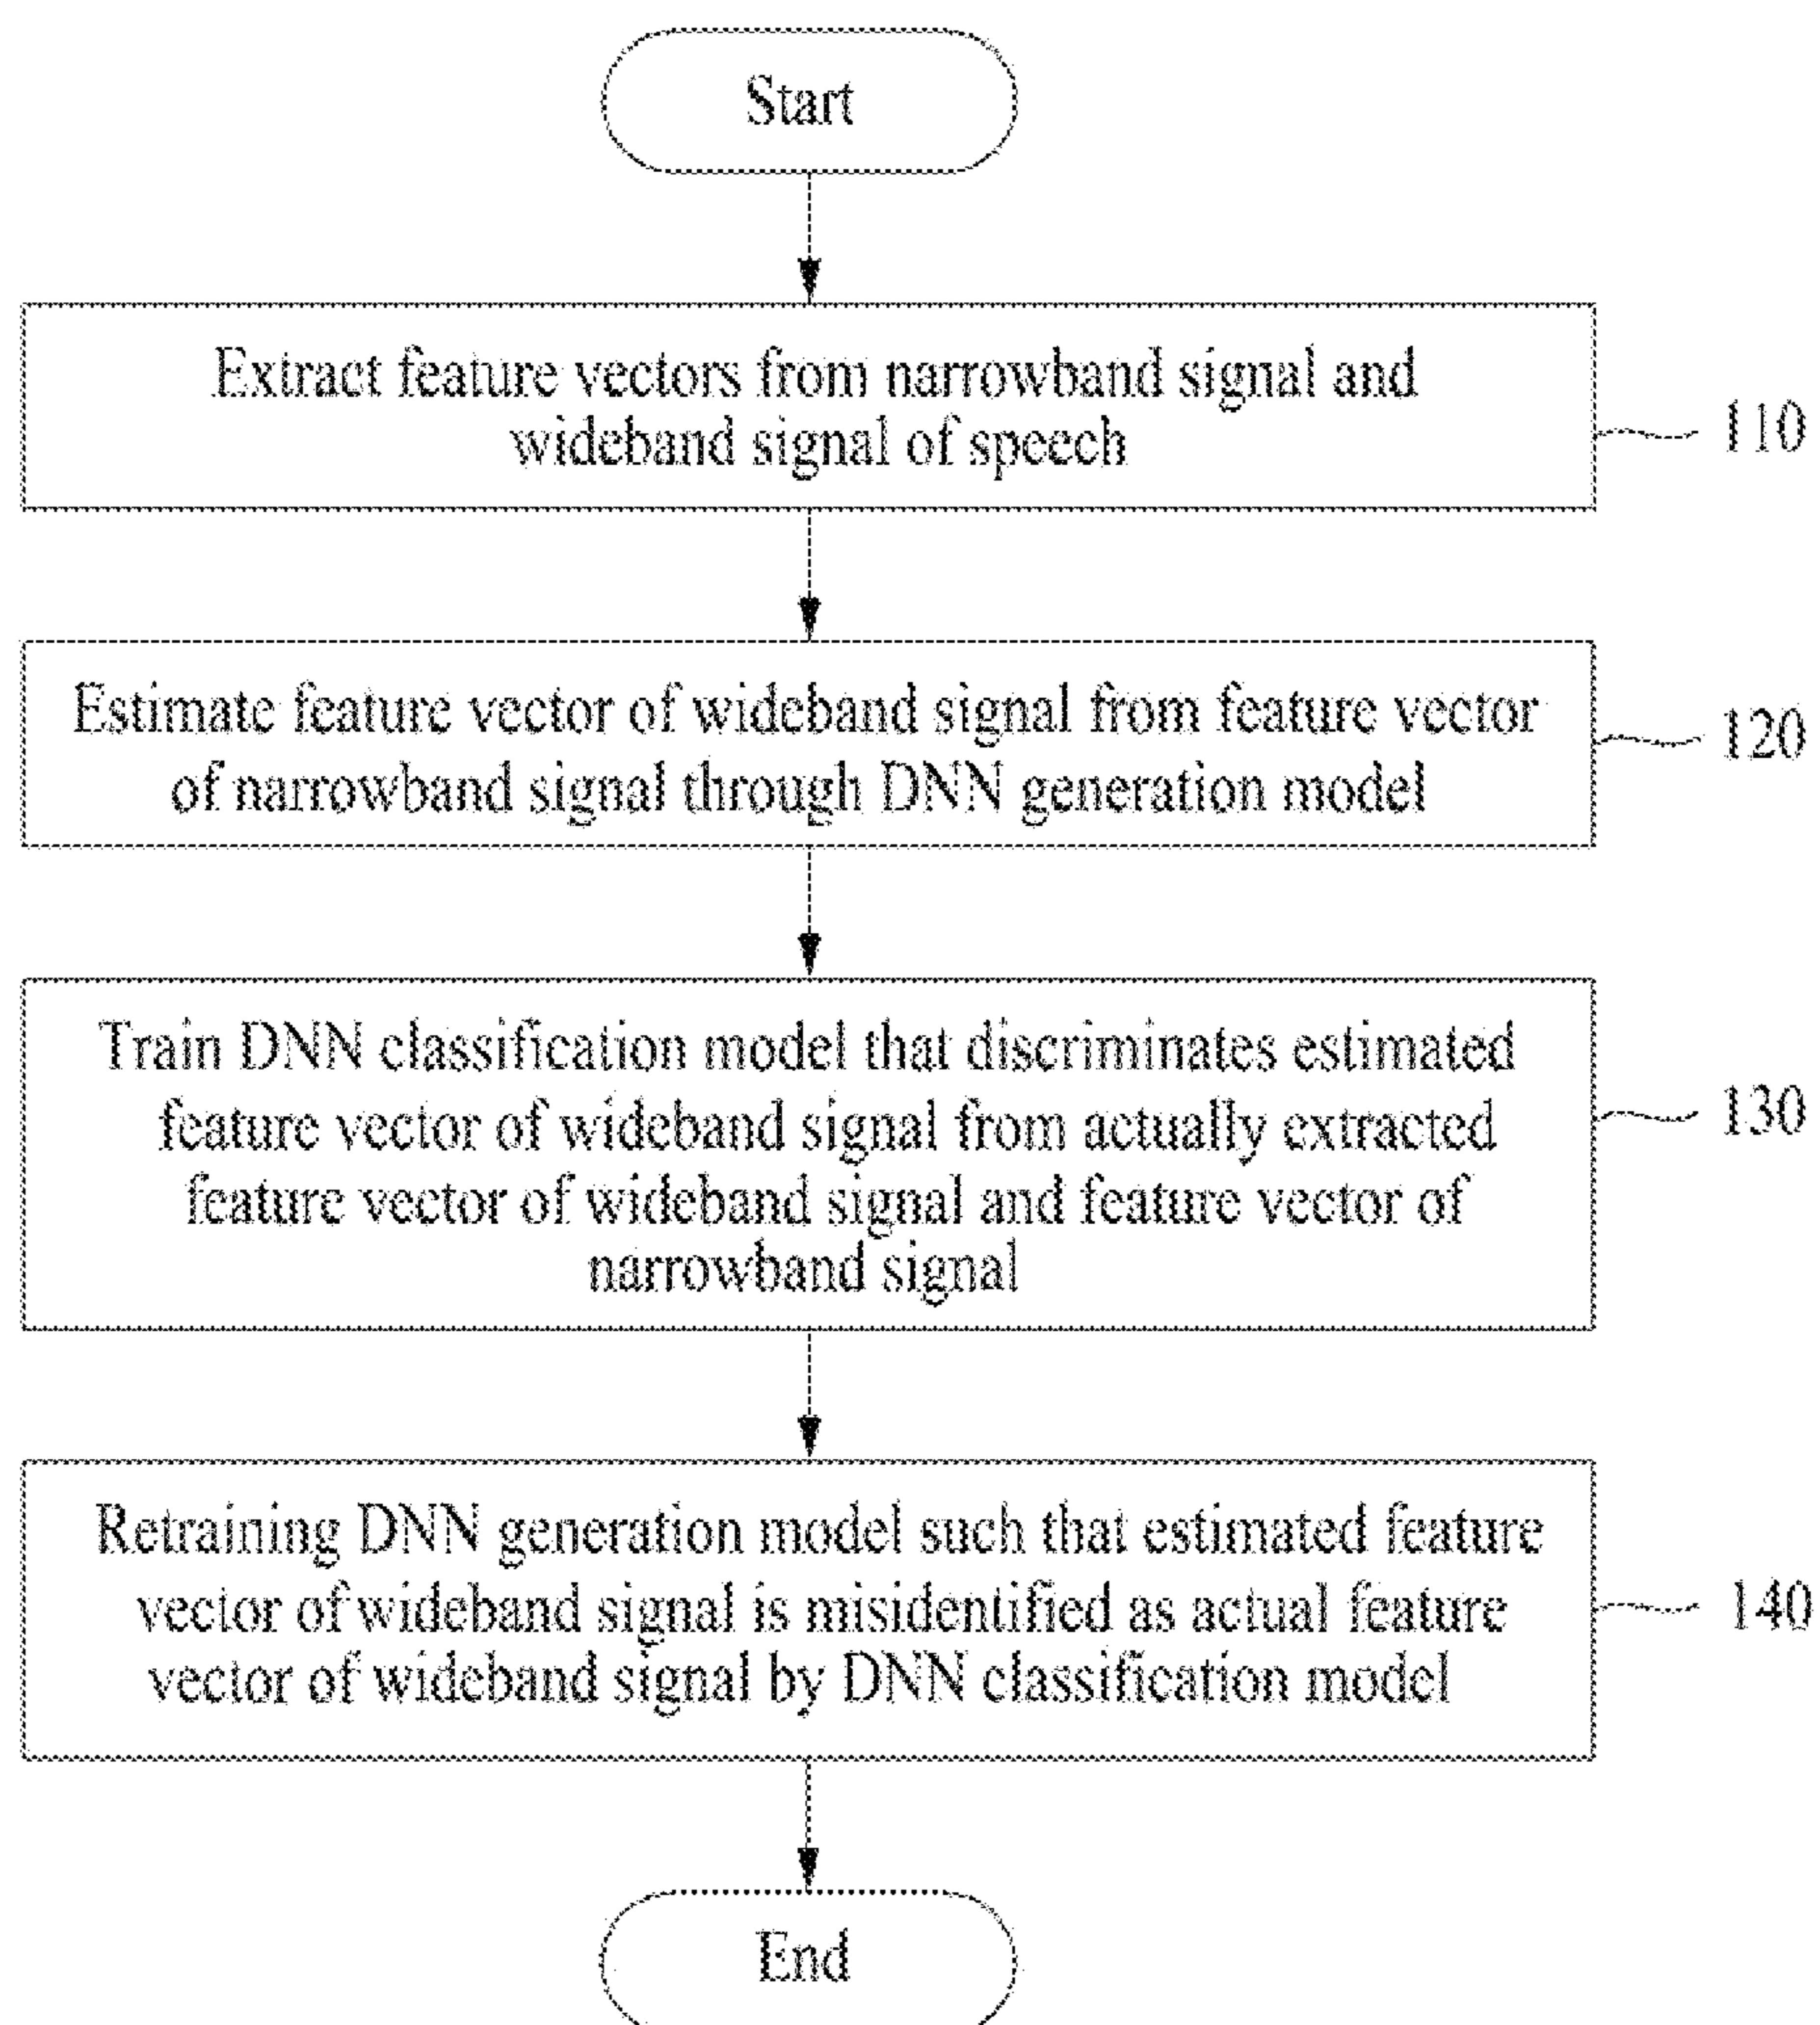 Start
Extract feature vectors from narrowband signal and
wideband signal of speech
110
Estimate feature vector of wideband signal from feature vector
of narrowband signal through DNN generation model
120
Train DNN classification model that discriminates estimated
feature vector of wideband signal from actually extracted
feature vector of wideband signal and feature vector of
narrowband signal
130
Retraining DNN generation model such that estimated feature
vector of wideband signal is misidentified as actual feature
vector of wideband signal by DNN classification model
140
End